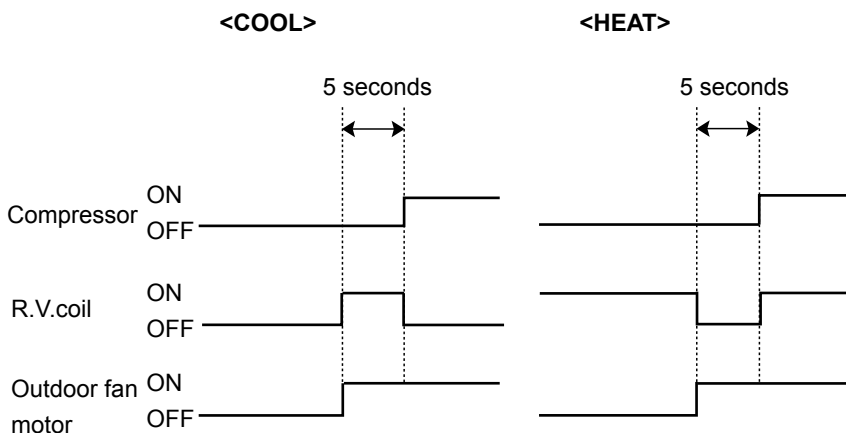 <COOL>
<HEAT>
5 seconds
5 seconds
Compressor
ON
OFF
R.V.coil
ON
OFF
Outdoor fan
motor
ON
OFF